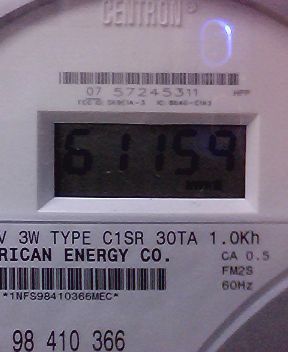 CENTRON®
07 57245311 HPP
61159
V 3W TYPE C1SR 30TA 1.0Kh
RICAN ENERGY CO. CA 0.5
FM2S
*1NFS98410366MEC* 60Hz
98 410 366